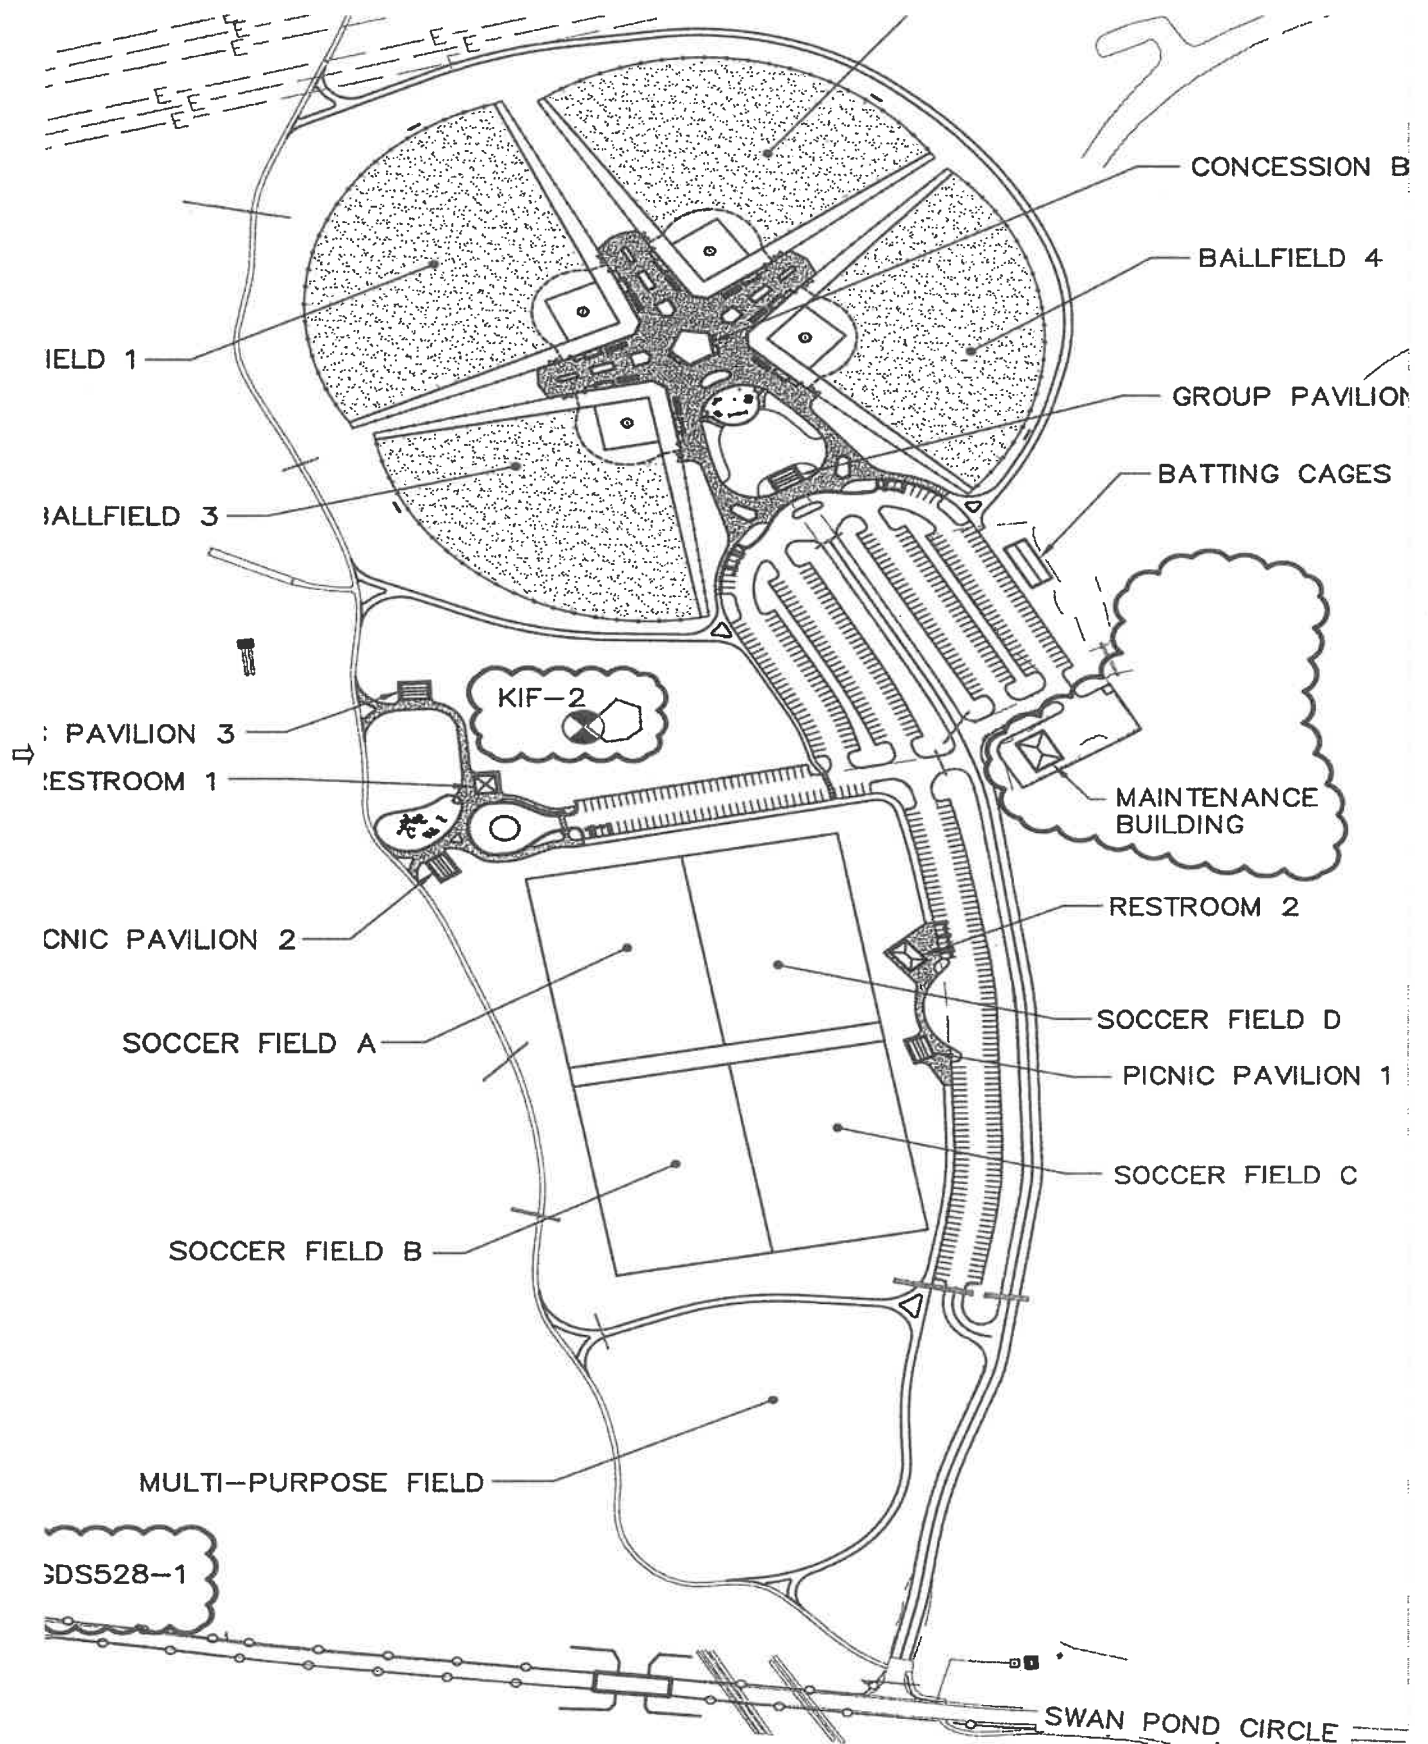 E
E
E
E
E
E
E
E
CONCESSION B
BALLFIELD 4
IELD 1
GROUP PAVILION
BATTING CAGES
BALLFIELD 3
KIF-2
PAVILION 3
RESTROOM 1
MAINTENANCE
BUILDING
RESTROOM 2
CNIC PAVILION 2
SOCCER FIELD D
SOCCER FIELD A
PICNIC PAVILION 1
SOCCER FIELD C
SOCCER FIELD B
MULTI-PURPOSE FIELD
GDS528-1
SWAN POND CIRCLE